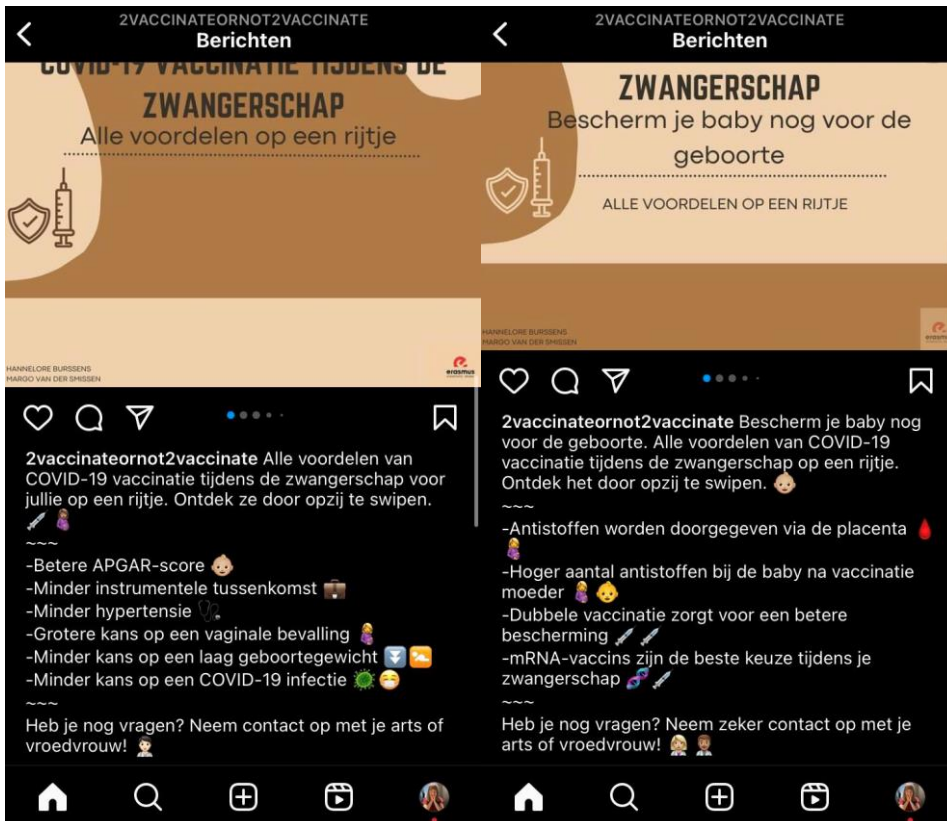 2VACCINATEORNOT2VACCINATE
Berichten
COVID-19 VACCINATIE TIJDENS DE
ZWANGERSCHAP
Alle voordelen op een rijtje
HANNELORE BURSSENS
MARGO VAN DER SMISSEN
erasmus
2vaccinateornot2vaccinate Alle voordelen van
COVID-19 vaccinatie tijdens de zwangerschap voor
jullie op een rijtje. Ontdek ze door opzij te swipen.
💉🤰🏽
~~~
-Betere APGAR-score 👶🏼
-Minder instrumentele tussenkomst 💼
-Minder hypertensie 🩺
-Grotere kans op een vaginale bevalling 🤰
-Minder kans op een laag geboortegewicht ⏬
-Minder kans op een COVID-19 infectie 🦠😷
~~~
Heb je nog vragen? Neem contact op met je arts of
vroedvrouw!
2VACCINATEORNOT2VACCINATE
Berichten
ZWANGERSCHAP
Bescherm je baby nog voor de
geboorte
ALLE VOORDELEN OP EEN RIJTJE
HANNELORE BURSSENS
MARGO VAN DER SMISSEN
2vaccinateornot2vaccinate Bescherm je baby nog
voor de geboorte. Alle voordelen van COVID-19
vaccinatie tijdens de zwangerschap op een rijtje.
Ontdek het door opzij te swipen. 👶🏼
~~~
-Antistoffen worden doorgegeven via de placenta 🩸
🤰
-Hoger aantal antistoffen bij de baby na vaccinatie
moeder 🤰👶
-Dubbele vaccinatie zorgt voor een betere
bescherming 💉💉
-mRNA-vaccins zijn de beste keuze tijdens je
zwangerschap 🧬💉
~~~
Heb je nog vragen? Neem zeker contact op met je
arts of vroedvrouw! 👩🏼‍⚕️👨🏽‍⚕️